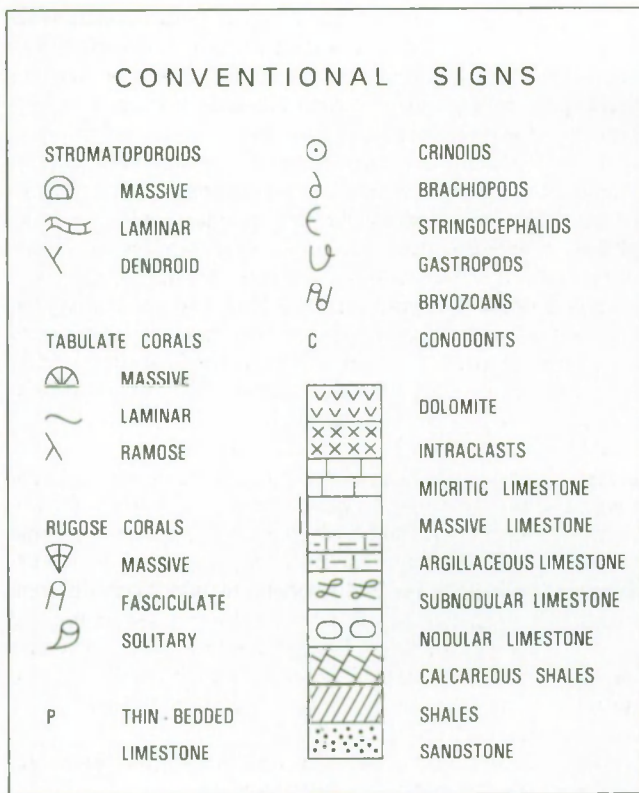 CONVENTIONAL SIGNS
STROMATOPOROIDS
MASSIVE
LAMINAR
DENDROID
TABULATE CORALS
MASSIVE
LAMINAR
RAMOSE
RUGOSE CORALS
MASSIVE
FASCICULATE
SOLITARY
P THIN-BEDDED
LIMESTONE
CRINOIDS
BRACHIOPODS
STRINGOCEPHALIDS
GASTROPODS
BRYOZOANS
C CONODONTS
DOLOMITE
INTRACLASTS
MICRITIC LIMESTONE
MASSIVE LIMESTONE
ARGILLACEOUS LIMESTONE
SUBNODULAR LIMESTONE
NODULAR LIMESTONE
CALCAREOUS SHALES
SHALES
SANDSTONE